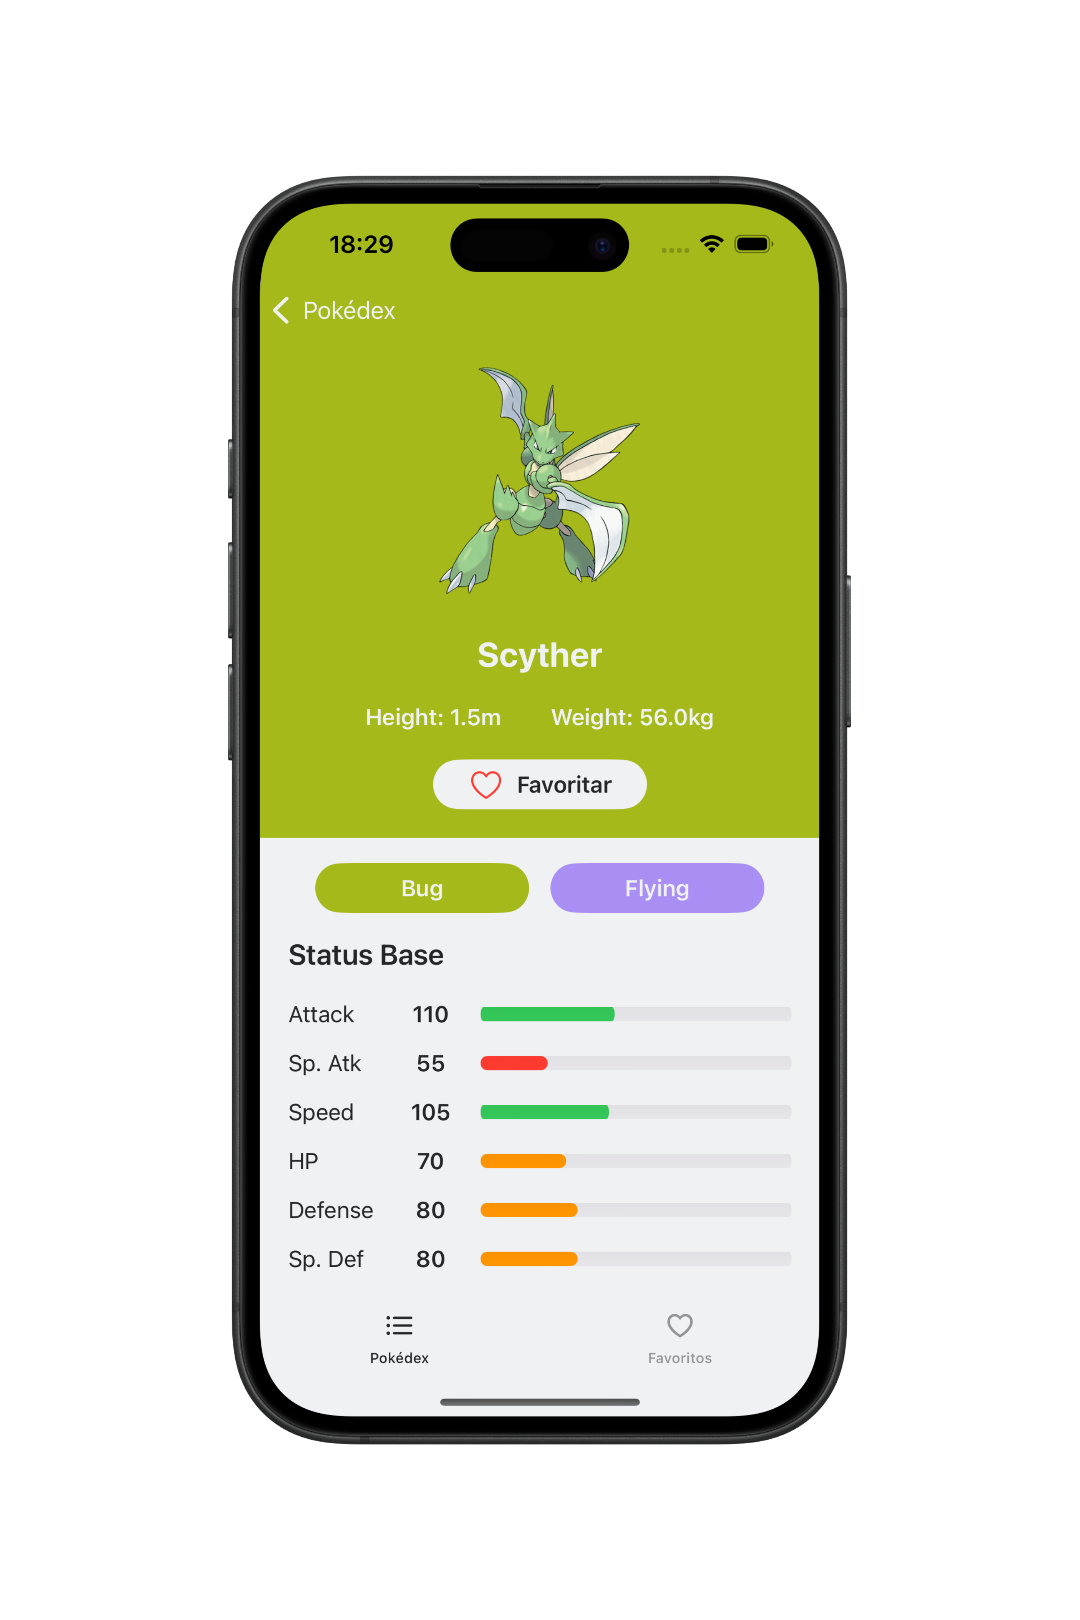 18:29
Pokédex
Scyther
Height: 1.5m Weight: 56.0kg
Favoritar
Bug Flying
Status Base
Attack 110
Sp. Atk 55
Speed 105
HP 70
Defense 80
Sp. Def 80
Pokédex Favoritos